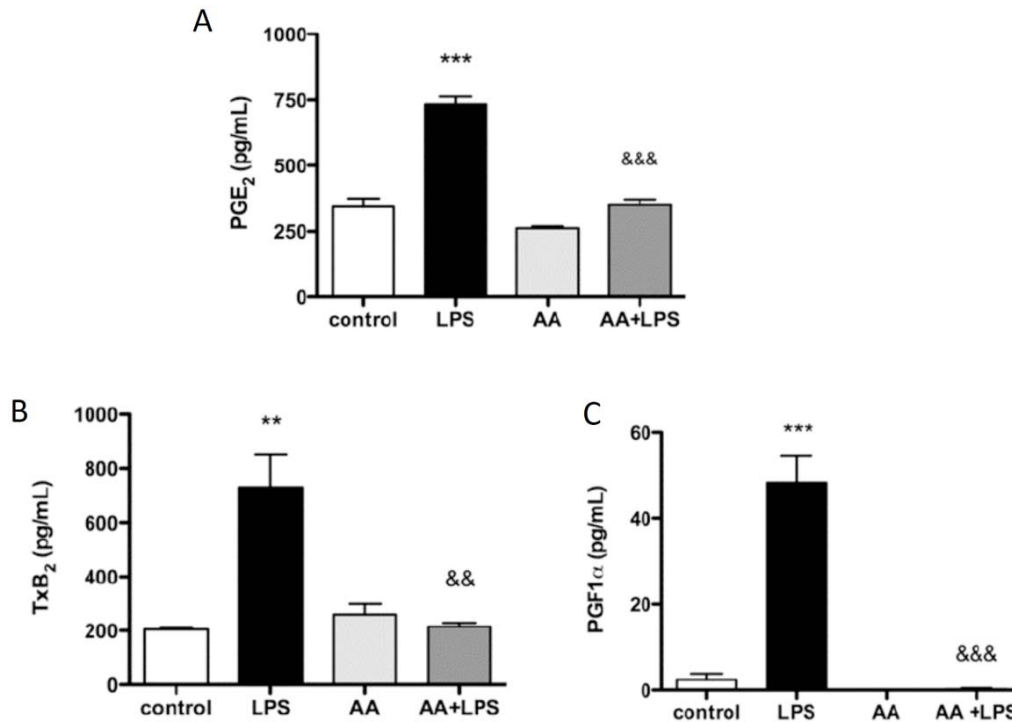 A
PGE2 (pg/mL)
1000
750
500
250
0
***
&&&
control LPS AA AA+LPS
B
TxB2 (pg/mL)
1000
800
600
400
200
0
**
&&
control LPS AA AA+LPS
C
PGF1α (pg/mL)
60
40
20
0
***
&&&
control LPS AA AA +LPS